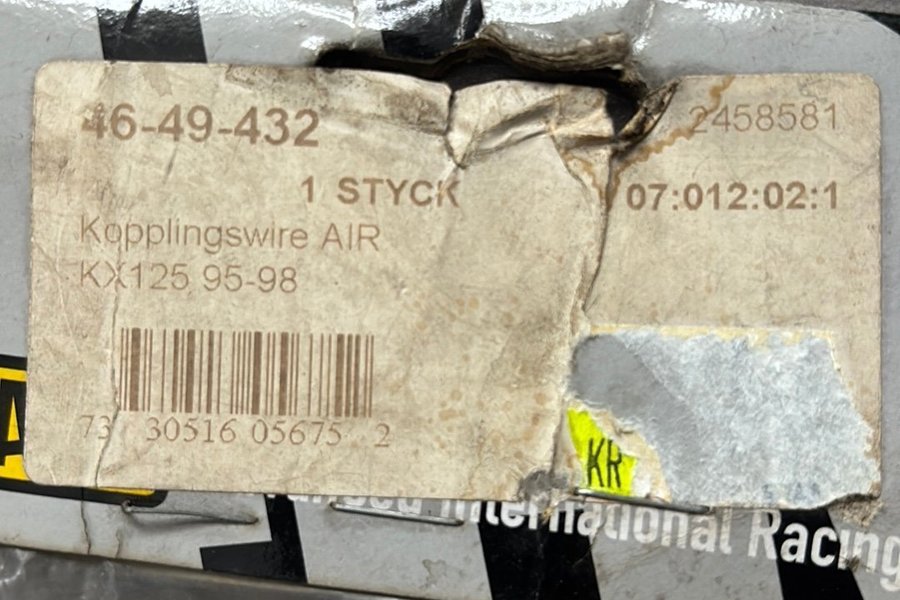 46-49-432
2458581
1 STYCK
07:012:02:1
Kopplingswire AIR
KX125 95-98
73 30516 05675 2
KR
International Racing